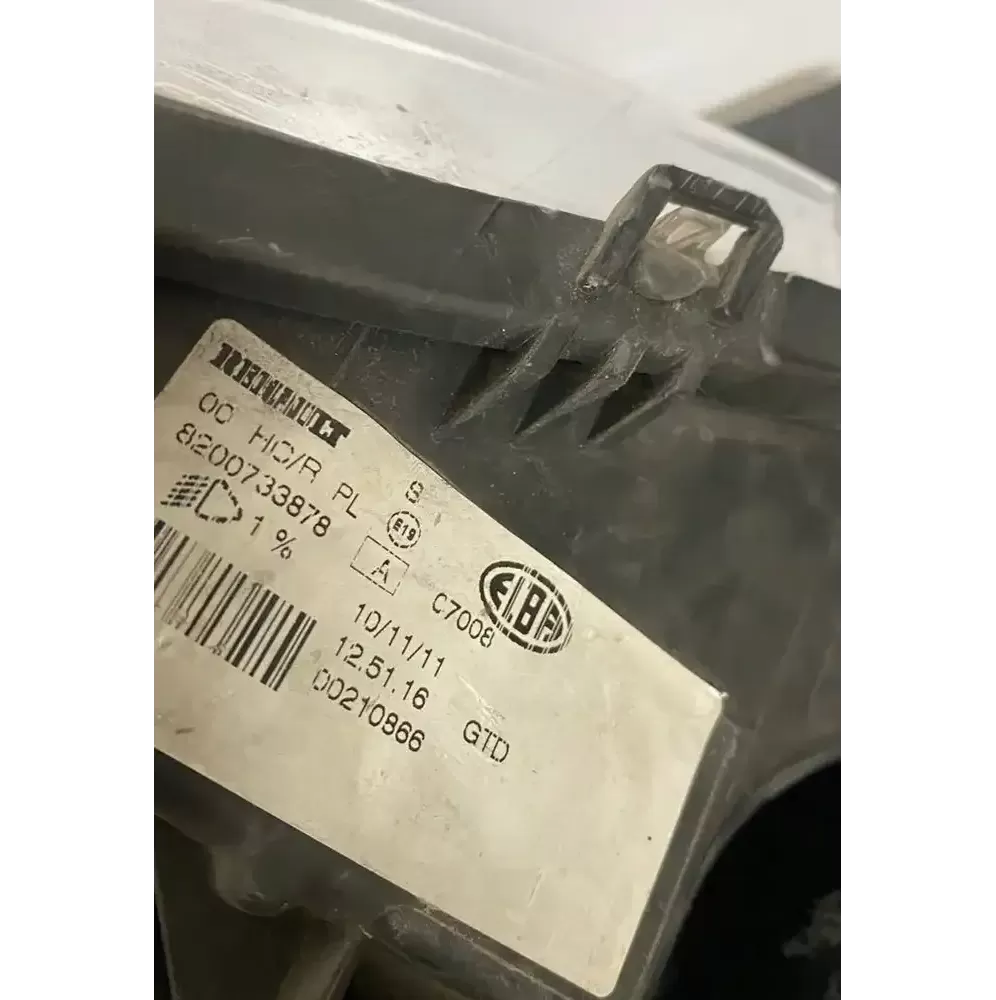 RENAULT
00 HC/R PL S
8200733878 E19
1 % A C7008 ELBA
10/11/11
12.51.16 GTD
00210866